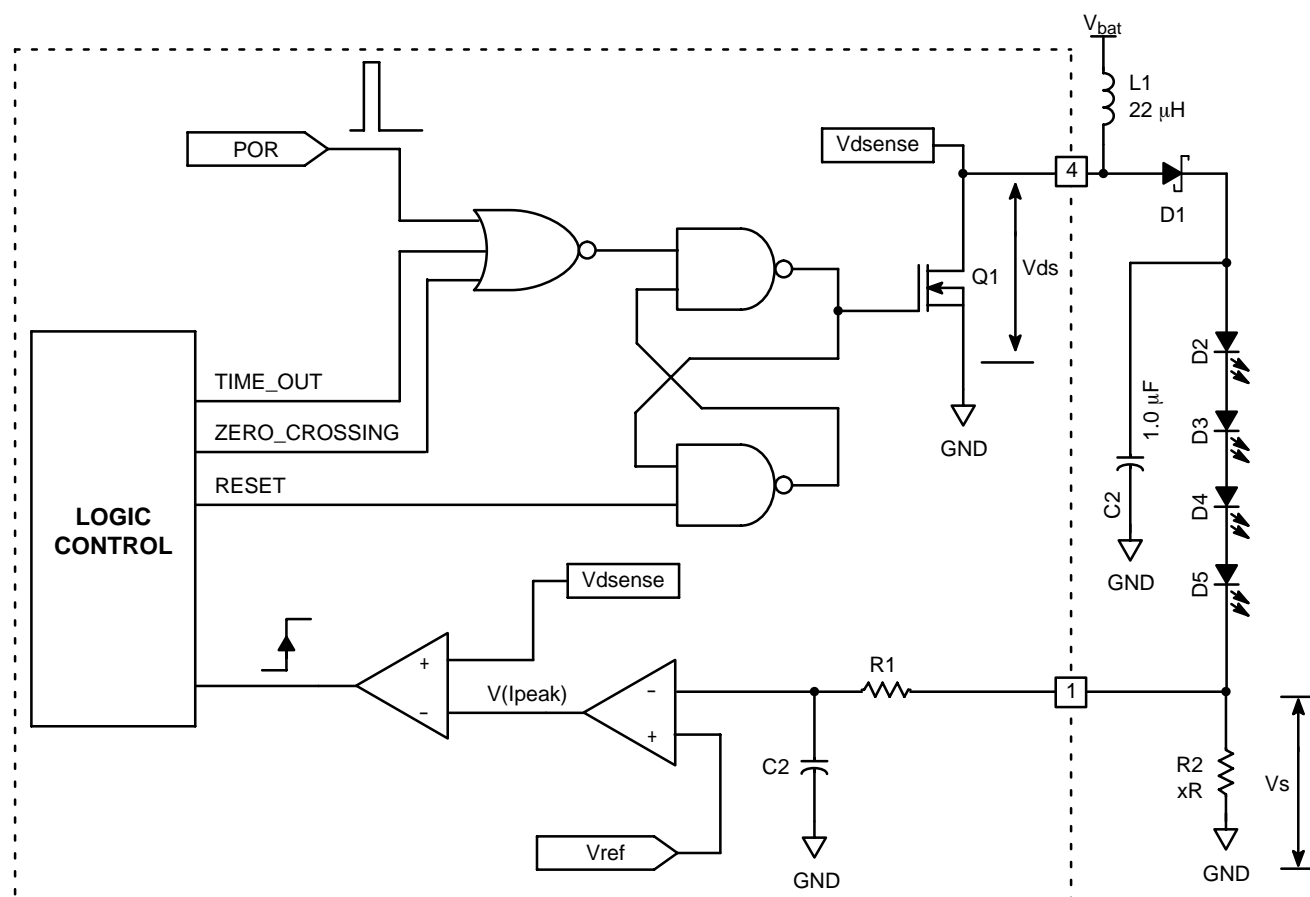 Vbat
L1
22 μH
POR
Vdsense
4
D1
Q1
Vds
D2
TIME_OUT
1.0 μF
D3
ZERO_CROSSING
GND
RESET
C2
D4
LOGIC
CONTROL
GND
D5
Vdsense
R1
+
V(Ipeak)
−
1
−
+
C2
R2
xR
Vs
Vref
GND
GND